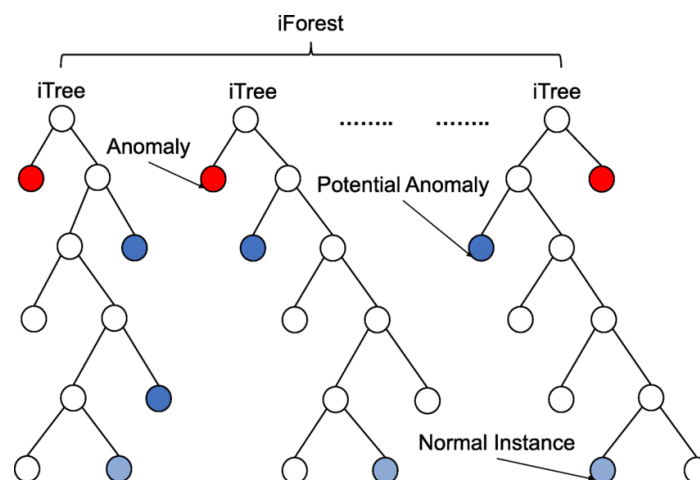 iForest
iTree
iTree
........ ........
iTree
Anomaly
Potential Anomaly
Normal Instance